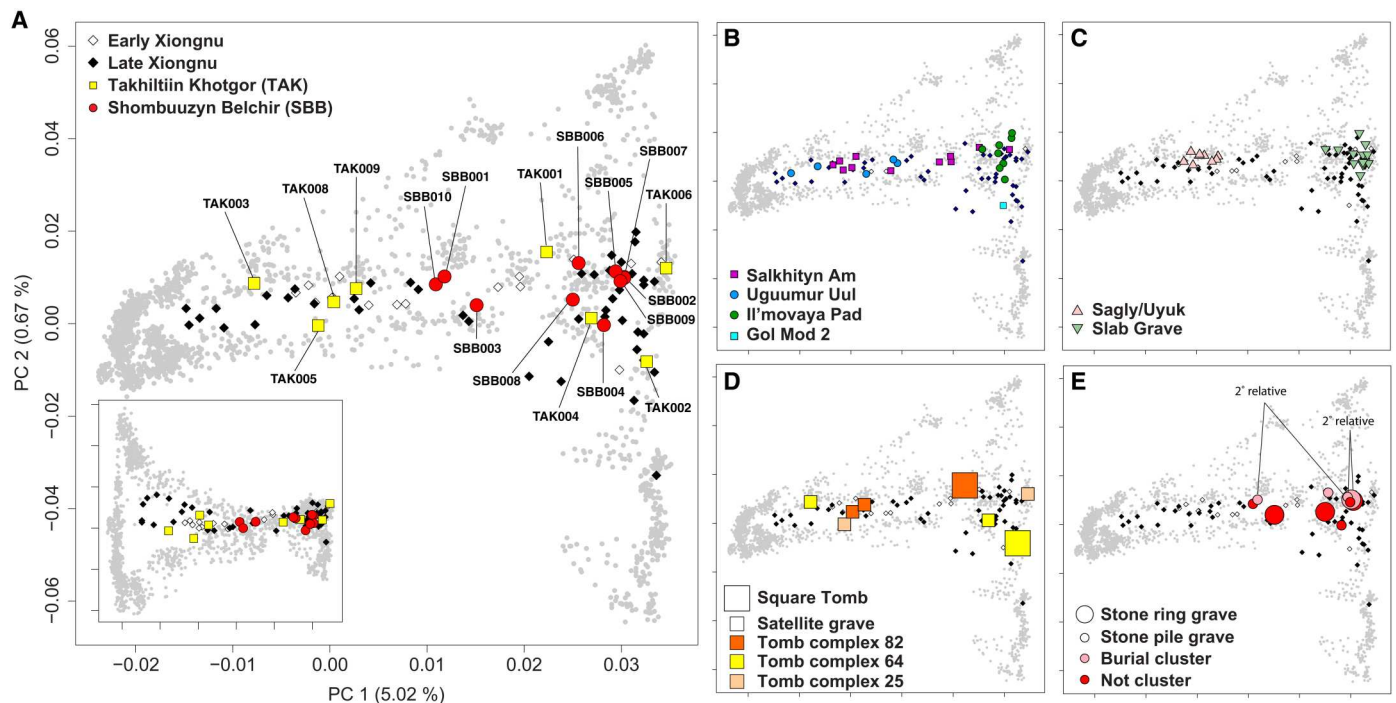 A
Early Xiongnu
Late Xiongnu
Takhiltiin Khotgor (TAK)
Shombuuzyn Belchir (SBB)
SBB006
SBB007
TAK009
SBB001
TAK001
SBB005
TAK008
SBB010
TAK006
TAK003
SBB002
SBB009
SBB003
TAK005
SBB008
SBB004
TAK004
TAK002
PC 2 (0.67 %)
0.06
0.04
0.02
0.00
−0.02
−0.04
−0.06
−0.02
−0.01
0.00
0.01
0.02
0.03
PC 1 (5.02 %)
B
Salkhityn Am
Uguumur Uul
Il’movaya Pad
Gol Mod 2
C
Sagly/Uyuk
Slab Grave
D
Square Tomb
Satellite grave
Tomb complex 82
Tomb complex 64
Tomb complex 25
E
2° relative
2° relative
Stone ring grave
Stone pile grave
Burial cluster
Not cluster